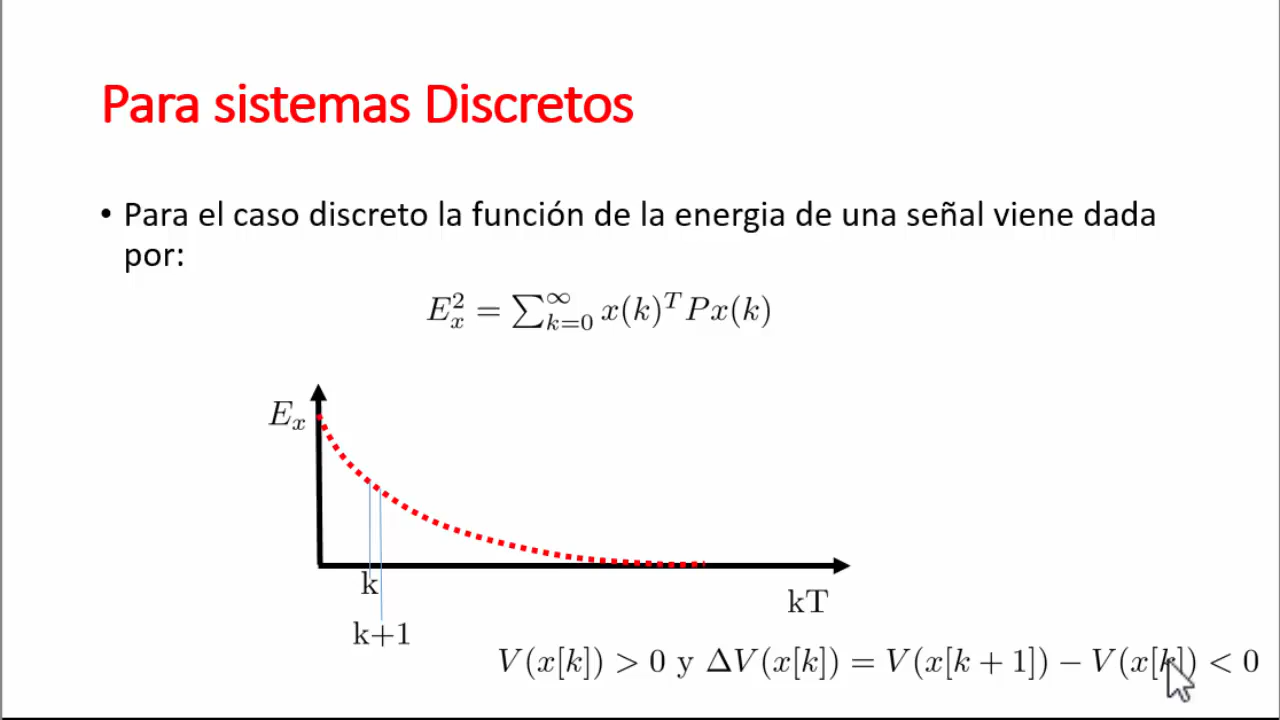 Para sistemas Discretos
• Para el caso discreto la función de la energia de una señal viene dada
por:
$E_x^2 = \sum_{k=0}^{\infty} x(k)^T P x(k)$
$E_x$
k
kT
k+1
$V(x[k]) > 0$ y $\Delta V(x[k]) = V(x[k+1]) - V(x[k]) < 0$